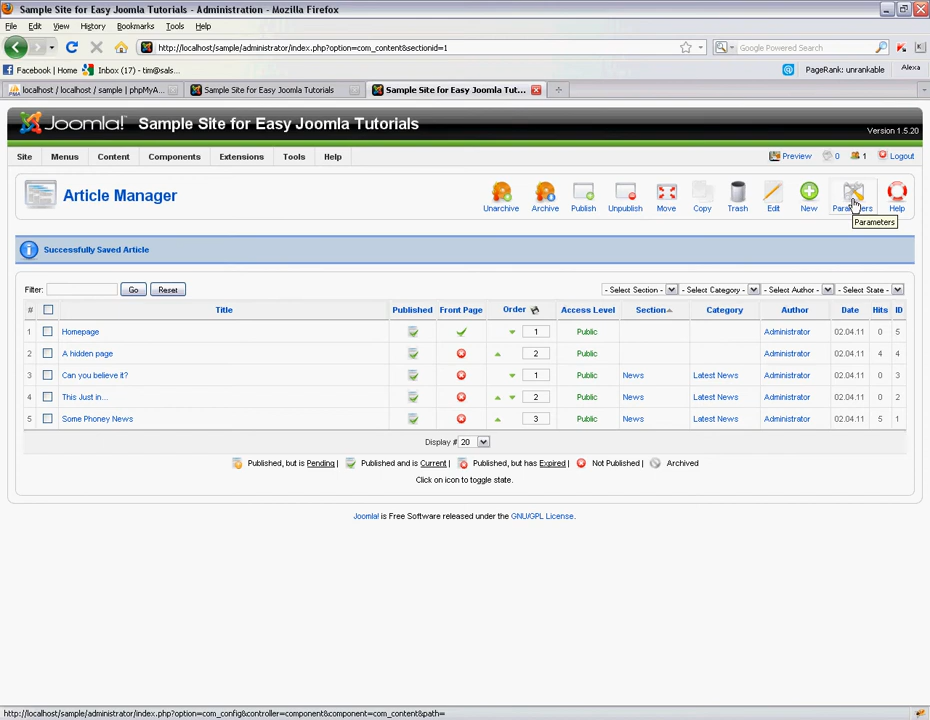 Sample Site for Easy Joomla Tutorials - Administration - Mozilla Firefox
File Edit View History Bookmarks Tools Help
http://localhost/sample/administrator/index.php?option=com_content&sectionid=1
Google Powered Search
Facebook | Home
Inbox (17) - tim@sals...
PageRank: unrankable
Alexa
localhost / localhost / sample | phpMyA...
Sample Site for Easy Joomla Tutorials
Sample Site for Easy Joomla Tut...
Joomla! Sample Site for Easy Joomla Tutorials
Version 1.5.20
Site Menus Content Components Extensions Tools Help
Preview 0 1 Logout
Article Manager
Unarchive Archive Publish Unpublish Move Copy Trash Edit New Parameters Help
Parameters
Successfully Saved Article
Filter: Go Reset - Select Section - - Select Category - - Select Author - - Select State -
# Title Published Front Page Order Access Level Section Category Author Date Hits ID
1 Homepage 1 Public Administrator 02.04.11 0 5
2 A hidden page 2 Public Administrator 02.04.11 4 4
3 Can you believe it? 1 Public News Latest News Administrator 02.04.11 0 3
4 This Just in... 2 Public News Latest News Administrator 02.04.11 0 2
5 Some Phoney News 3 Public News Latest News Administrator 02.04.11 5 1
Display # 20
Published, but is Pending | Published and is Current | Published, but has Expired | Not Published | Archived
Click on icon to toggle state.
Joomla! is Free Software released under the GNU/GPL License.
http://localhost/sample/administrator/index.php?option=com_config&controller=component&component=com_content&path=